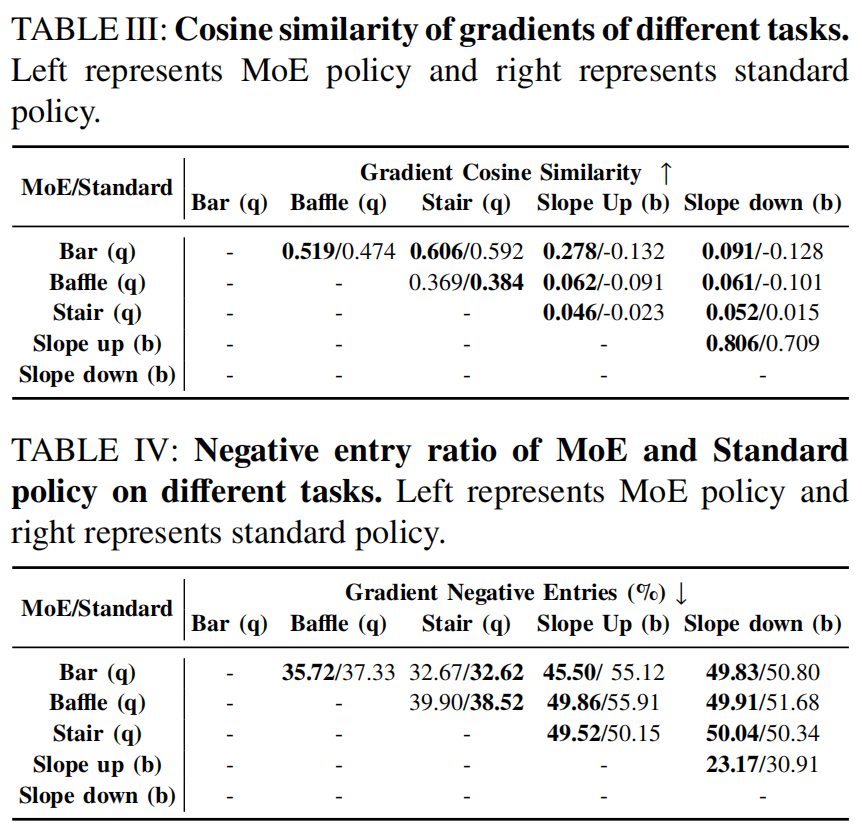 TABLE III: Cosine similarity of gradients of different tasks.
Left represents MoE policy and right represents standard
policy.
MoE/Standard Gradient Cosine Similarity ↑
Bar (q) Baffle (q) Stair (q) Slope Up (b) Slope down (b)
Bar (q) - 0.519/0.474 0.606/0.592 0.278/-0.132 0.091/-0.128
Baffle (q) - - 0.369/0.384 0.062/-0.091 0.061/-0.101
Stair (q) - - - 0.046/-0.023 0.052/0.015
Slope up (b) - - - - 0.806/0.709
Slope down (b) - - - - -
TABLE IV: Negative entry ratio of MoE and Standard
policy on different tasks. Left represents MoE policy and
right represents standard policy.
MoE/Standard Gradient Negative Entries (%) ↓
Bar (q) Baffle (q) Stair (q) Slope Up (b) Slope down (b)
Bar (q) - 35.72/37.33 32.67/32.62 45.50/ 55.12 49.83/50.80
Baffle (q) - - 39.90/38.52 49.86/55.91 49.91/51.68
Stair (q) - - - 49.52/50.15 50.04/50.34
Slope up (b) - - - - 23.17/30.91
Slope down (b) - - - - -